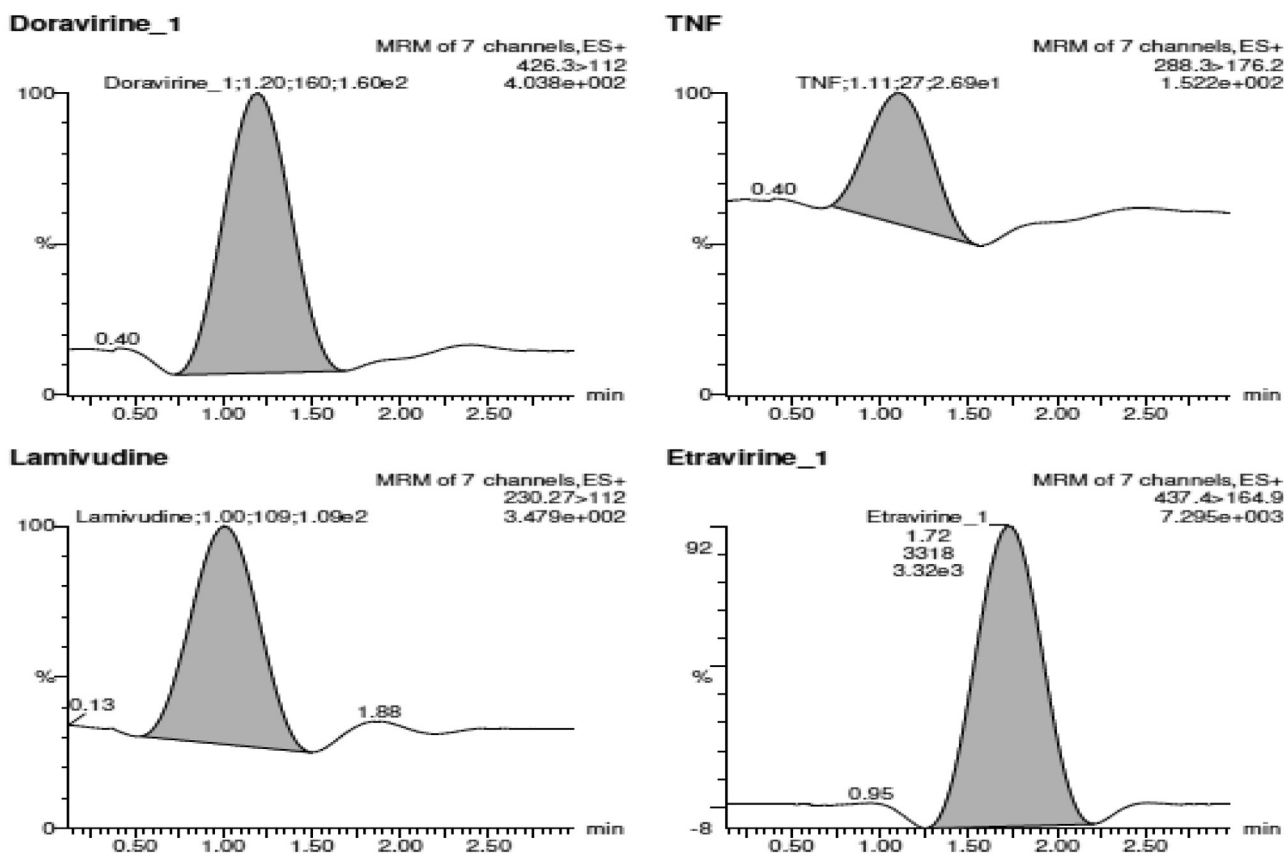 Doravirine_1
MRM of 7 channels,ES+
426.3>112
Doravirine_1;1.20;160;1.60e2
4.038e+002
100
0.40
%
0
min
0.50 1.00 1.50 2.00 2.50
TNF
MRM of 7 channels,ES+
288.3>176.2
TNF;1.11;27;2.69e1
1.522e+002
100
0.40
%
0
min
0.50 1.00 1.50 2.00 2.50
Lamivudine
MRM of 7 channels,ES+
230.27>112
Lamivudine;1.00;109;1.09e2
3.479e+002
100
0.13
1.88
%
0
min
0.50 1.00 1.50 2.00 2.50
Etravirine_1
MRM of 7 channels,ES+
437.4>164.9
7.295e+003
Etravirine_1
1.72
3318
3.32e3
92
%
0.95
-8
min
0.50 1.00 1.50 2.00 2.50